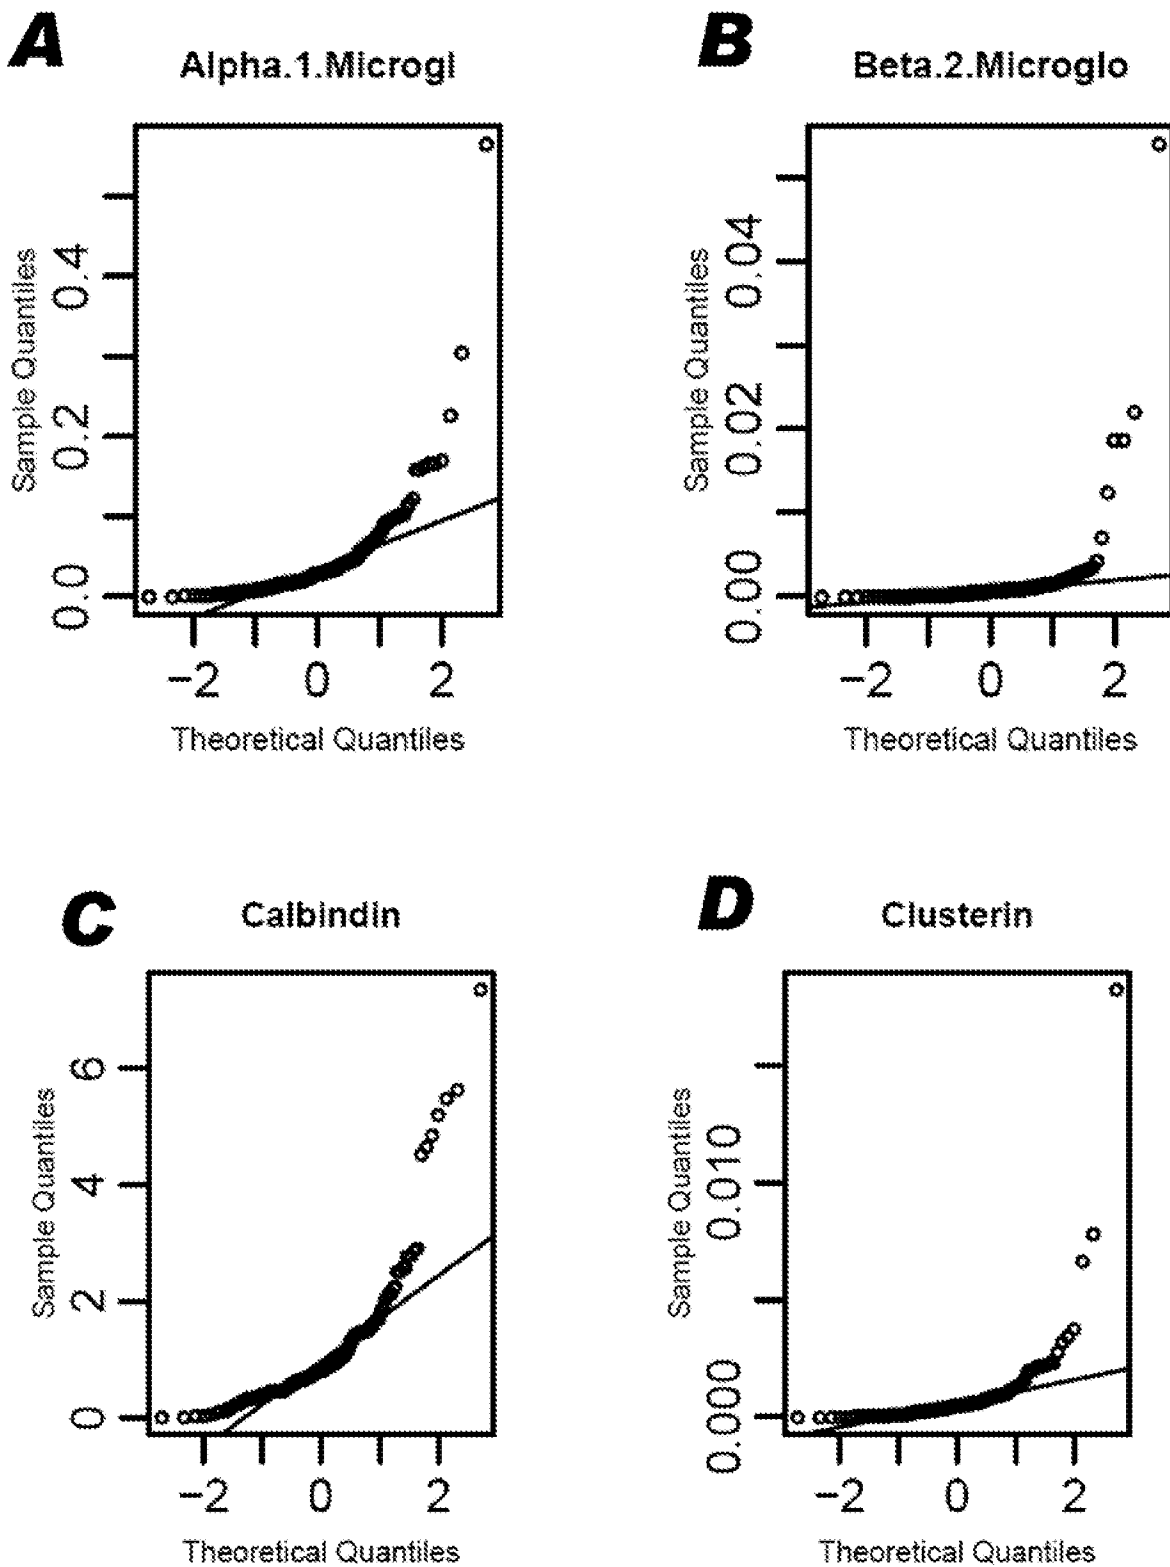 A
Alpha.1.Microgl
Sample Quantiles
0.4
0.2
0.0
−2 0 2
Theoretical Quantiles
B
Beta.2.Microglo
Sample Quantiles
0.04
0.02
0.00
−2 0 2
Theoretical Quantiles
C
Calbindin
Sample Quantiles
6
4
2
0
−2 0 2
Theoretical Quantiles
D
Clusterin
Sample Quantiles
0.010
0.000
−2 0 2
Theoretical Quantiles